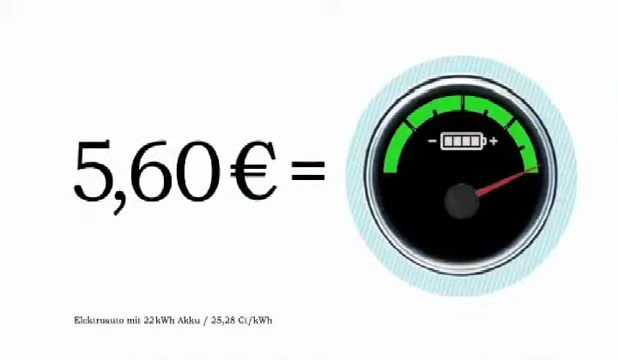 5,60 € =
− +
Elektroauto mit 22kWh Akku / 25,28 Ct/kWh